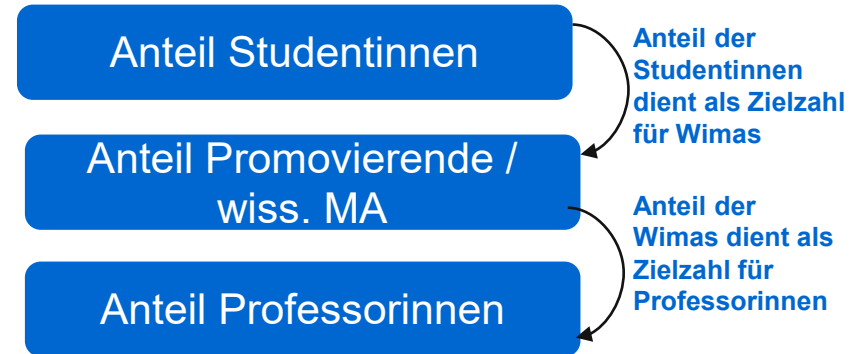 Anteil Studentinnen
Anteil der
Studentinnen
dient als Zielzahl
für Wimas
Anteil Promovierende /
wiss. MA
Anteil der
Wimas dient als
Zielzahl für
Professorinnen
Anteil Professorinnen